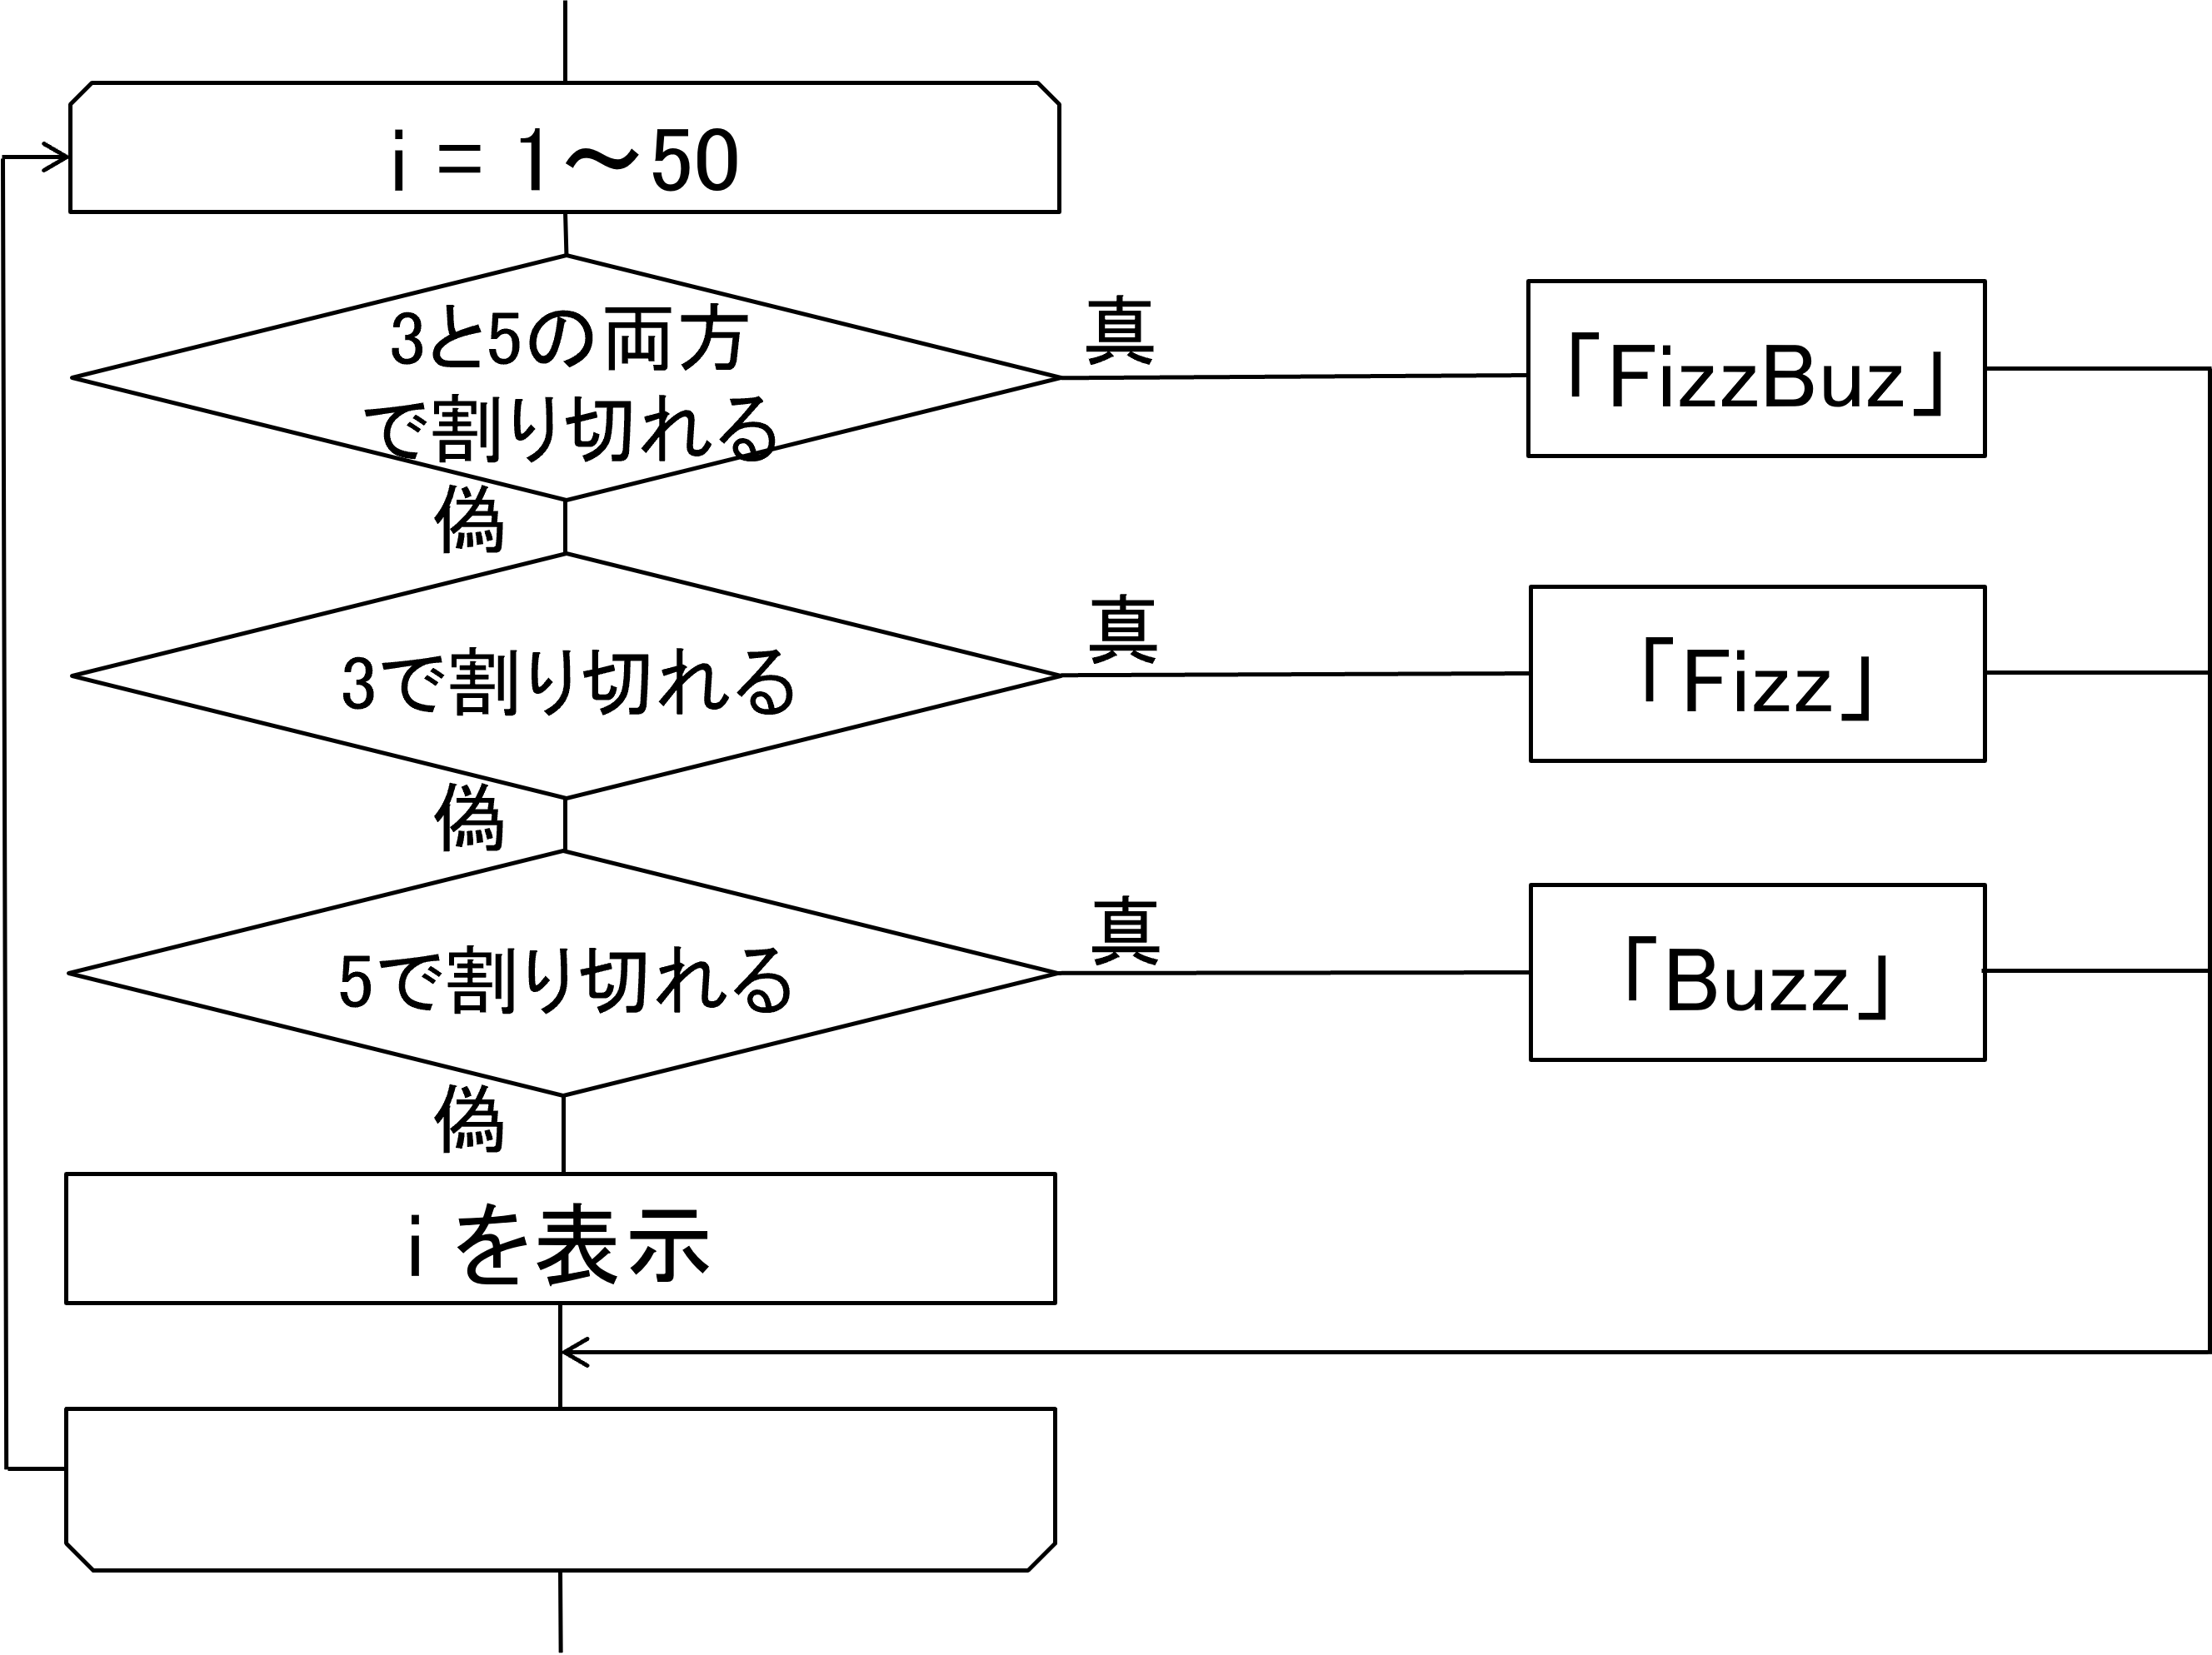 i = 1～50
3と5の両方
で割り切れる
真
「FizzBuz」
偽
3で割り切れる
真
「Fizz」
偽
5で割り切れる
真
「Buzz」
偽
i を表示